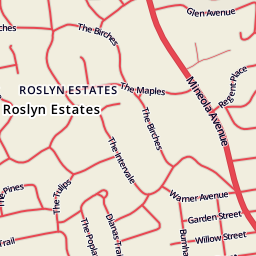 Glen Avenue
The Birches
ROSLYN ESTATES
The Maples
Mineola Avenue
Regent Place
Roslyn Estates
The Birches
The Intervale
The Pines
The Tulips
Warner Avenue
Dianas Trail
Garden Street
The Poplars
Willow Street
Trail